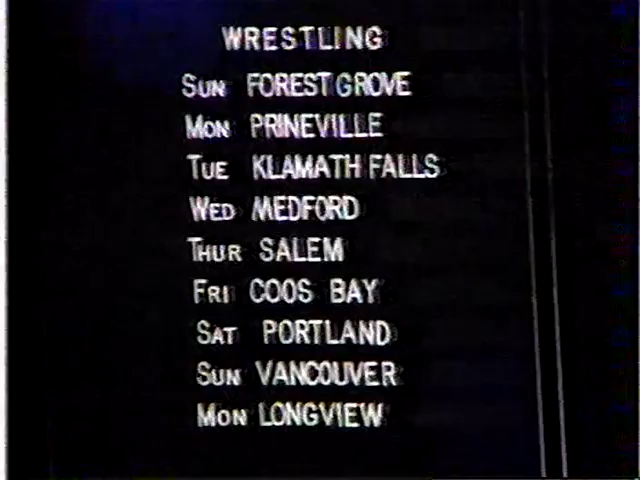 WRESTLING
SUN FOREST GROVE
MON PRINEVILLE
TUE KLAMATH FALLS
WED MEDFORD
THUR SALEM
FRI COOS BAY
SAT PORTLAND
SUN VANCOUVER
MON LONGVIEW